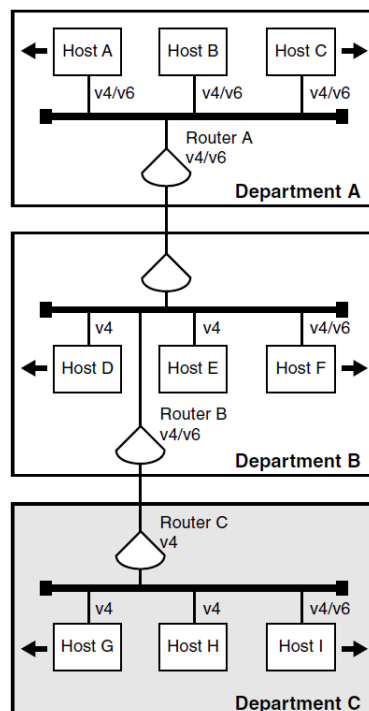 Host A
Host B
Host C
v4/v6
v4/v6
v4/v6
Router A
v4/v6
Department A
v4
v4
v4/v6
Host D
Host E
Host F
Router B
v4/v6
Department B
Router C
v4
v4
v4
v4/v6
Host G
Host H
Host I
Department C